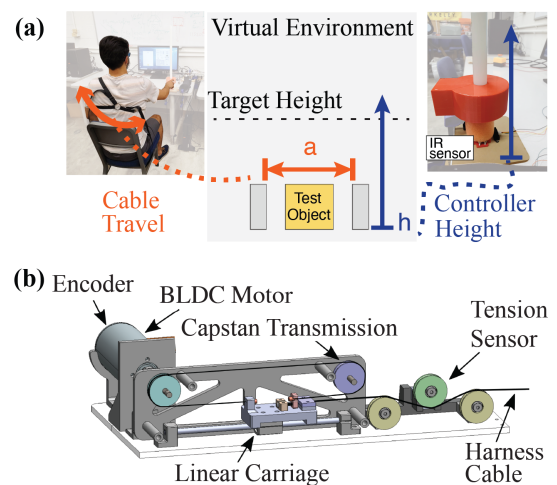 (a)
Virtual Environment
Target Height
a
IR
sensor
Test
Object
h
Cable
Travel
Controller
Height
(b)
Encoder
BLDC Motor
Capstan Transmission
Tension
Sensor
Linear Carriage
Harness
Cable